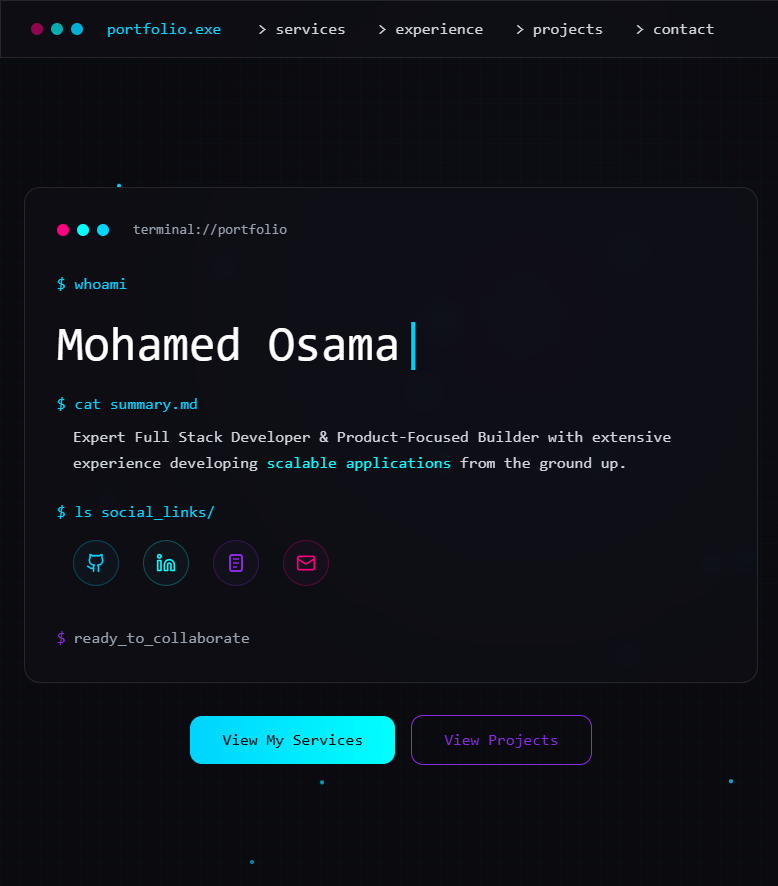 portfolio.exe > services > experience > projects > contact
terminal://portfolio
$ whoami
Mohamed Osama|
$ cat summary.md
Expert Full Stack Developer & Product-Focused Builder with extensive
experience developing scalable applications from the ground up.
$ ls social_links/
in
$ ready_to_collaborate
View My Services View Projects